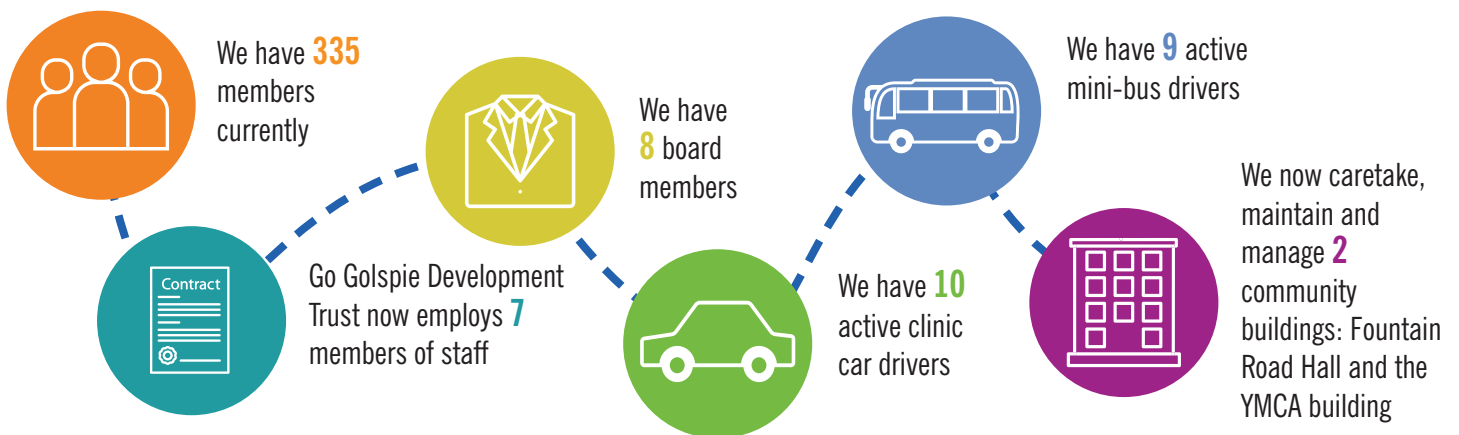 We have 335
members
currently
Contract
Go Golspie Development
Trust now employs 7
members of staff
We have
8 board
members
We have 10
active clinic
car drivers
We have 9 active
mini-bus drivers
We now caretake,
maintain and
manage 2
community
buildings: Fountain
Road Hall and the
YMCA building